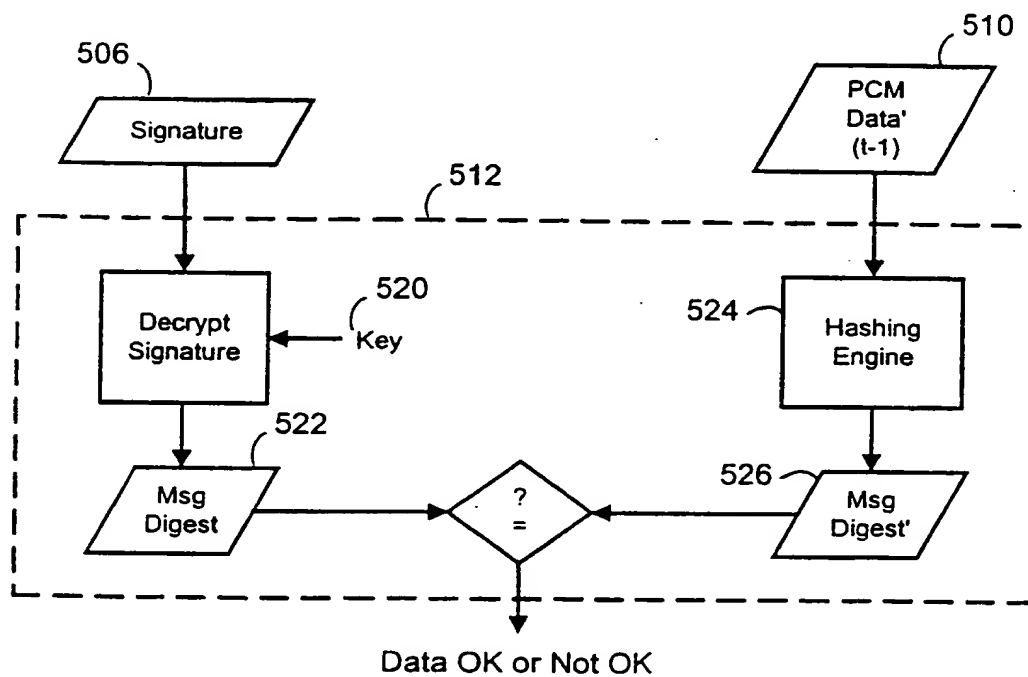 506
510
Signature
PCM
Data'
(t-1)
512
Decrypt
Signature
520
Key
524
Hashing
Engine
522
Msg
Digest
?
=
526
Msg
Digest'
Data OK or Not OK